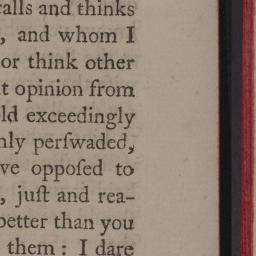 calls and thinks
, and whom I
or think other
t opinion from
ld exceedingly
nly perſwaded,
ve oppoſed to
, juſt and rea-
better than you
them : I dare